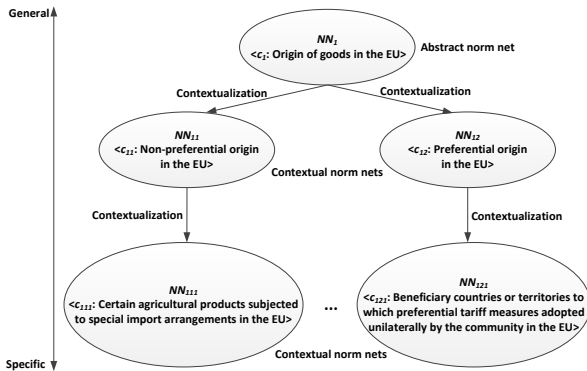 General
NN1
<c1: Origin of goods in the EU>
Abstract norm net
Contextualization
Contextualization
NN11
<c11: Non-preferential origin
in the EU>
NN12
<c12: Preferential origin
in the EU>
Contextual norm nets
Contextualization
Contextualization
NN111
<c111: Certain agricultural products subjected
to special import arrangements in the EU>
...
NN121
<c121: Beneficiary countries or territories to
which preferential tariff measures adopted
unilaterally by the community in the EU>
Contextual norm nets
Specific